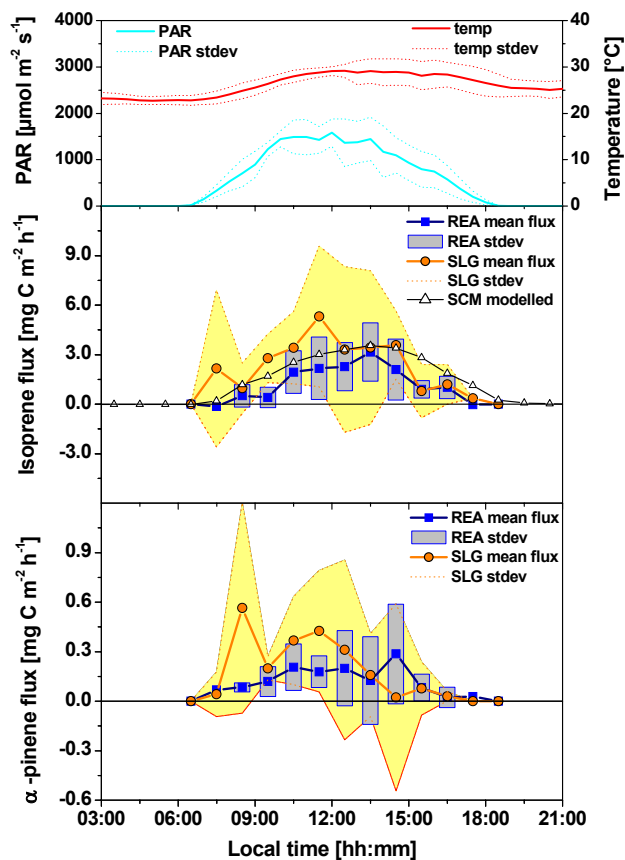 4000
3000
2000
1000
0
PAR [µmol m⁻² s⁻¹]
PAR
PAR stdev
temp
temp stdev
40
30
20
10
0
Temperature [°C]
9.0
6.0
3.0
0.0
-3.0
Isoprene flux [mg C m⁻² h⁻¹]
REA mean flux
REA stdev
SLG mean flux
SLG stdev
SCM modelled
0.9
0.6
0.3
0.0
-0.3
-0.6
α -pinene flux [mg C m⁻² h⁻¹]
REA mean flux
REA stdev
SLG mean flux
SLG stdev
03:00 06:00 09:00 12:00 15:00 18:00 21:00
Local time [hh:mm]